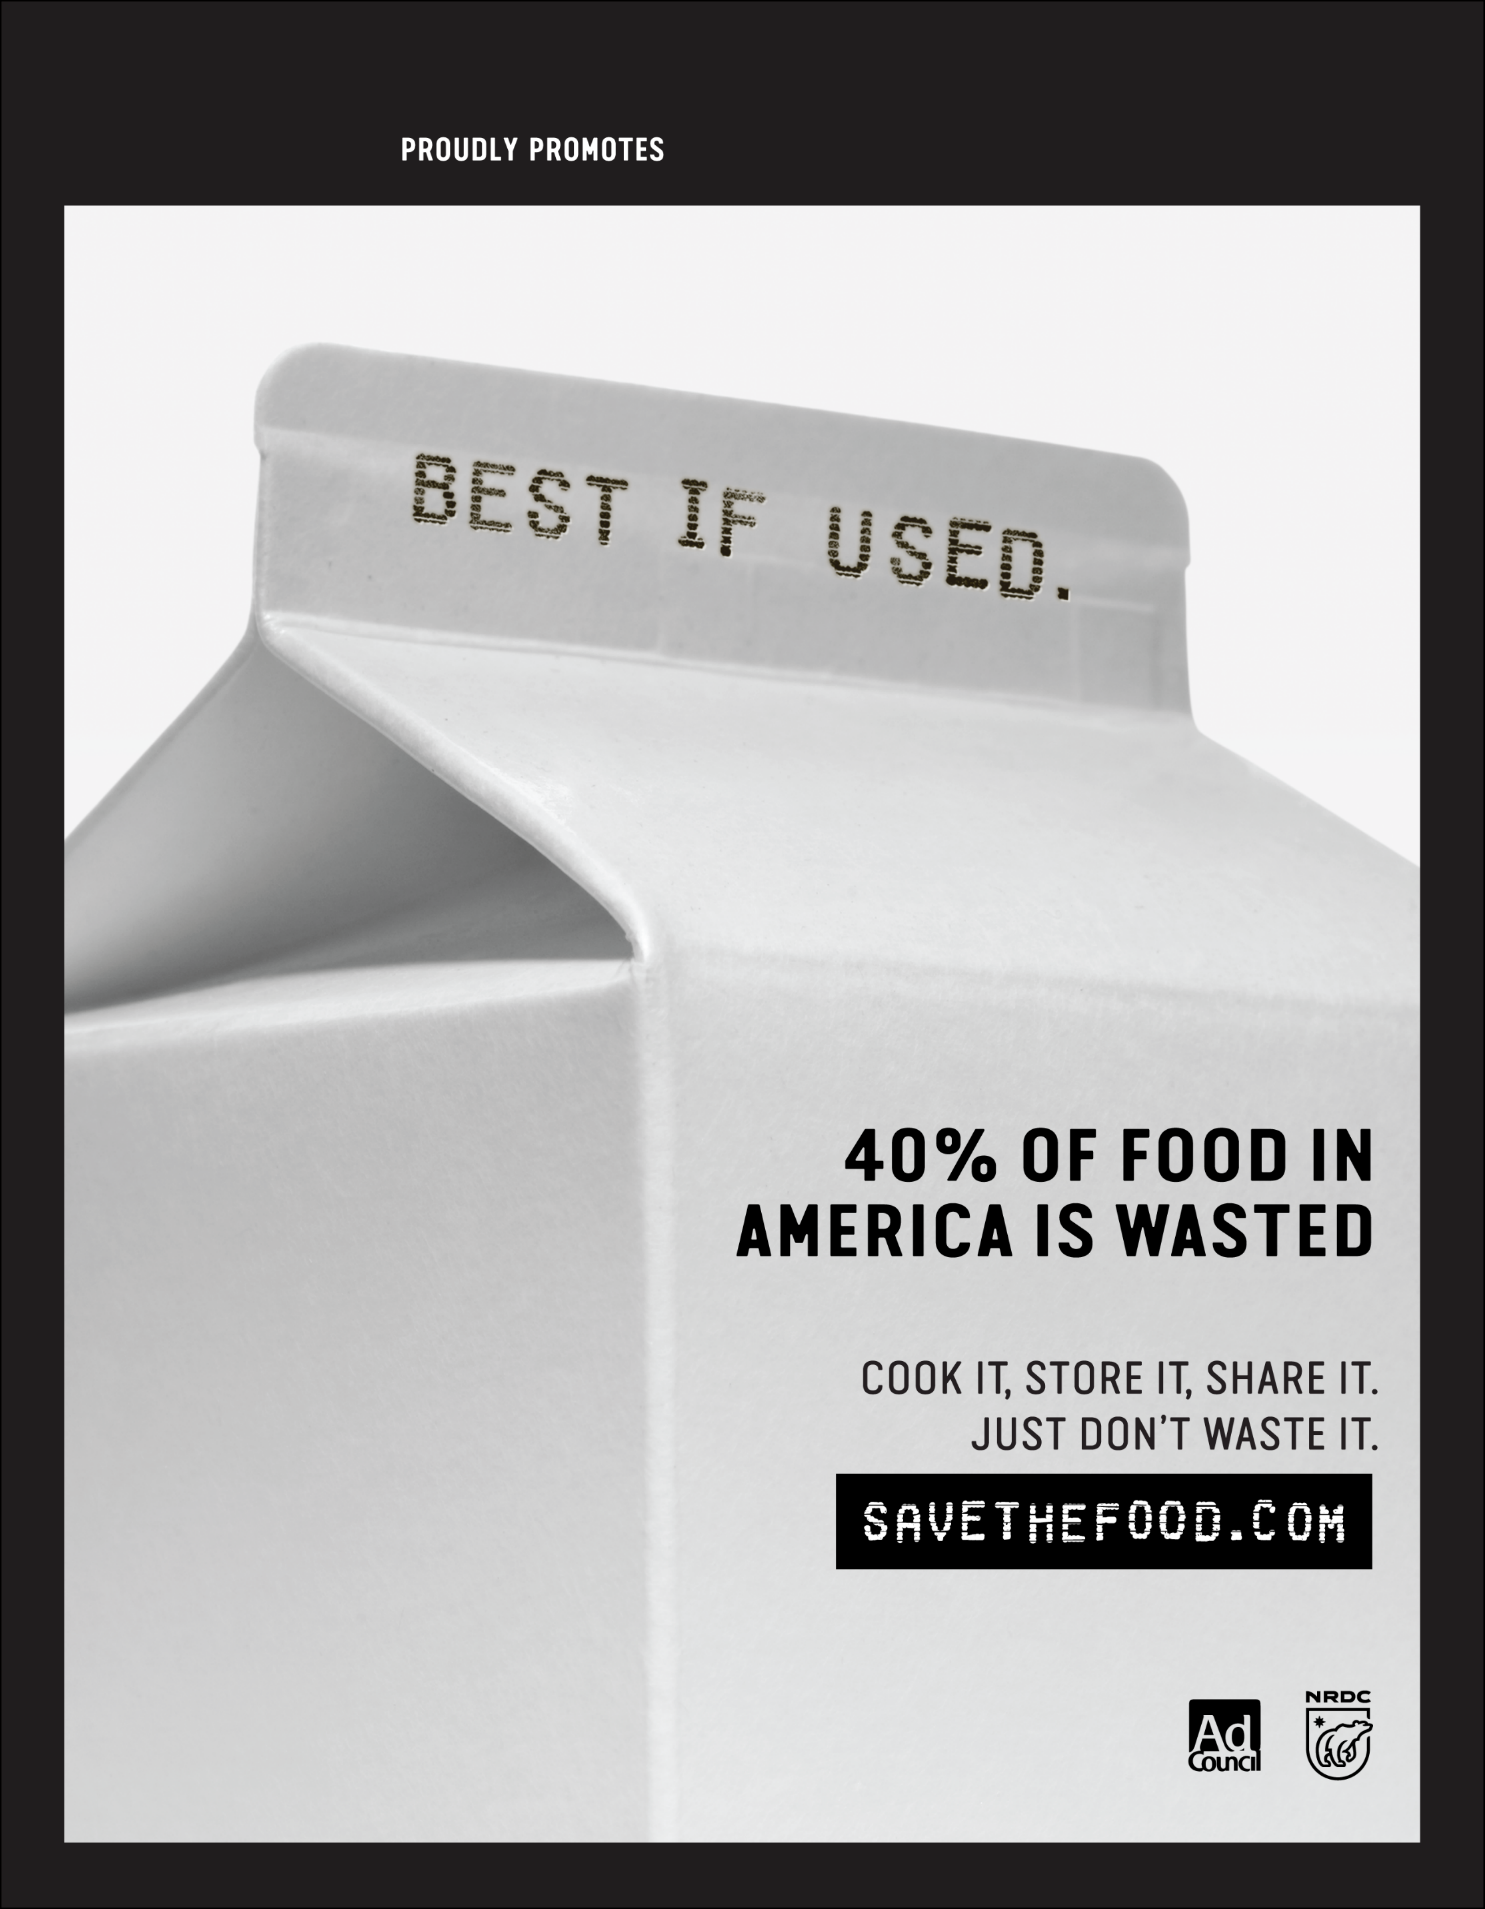 PROUDLY PROMOTES
BEST IF USED.
40% OF FOOD IN
AMERICA IS WASTED
COOK IT, STORE IT, SHARE IT.
JUST DON'T WASTE IT.
SAVETHEFOOD.COM
Ad
Council
NRDC